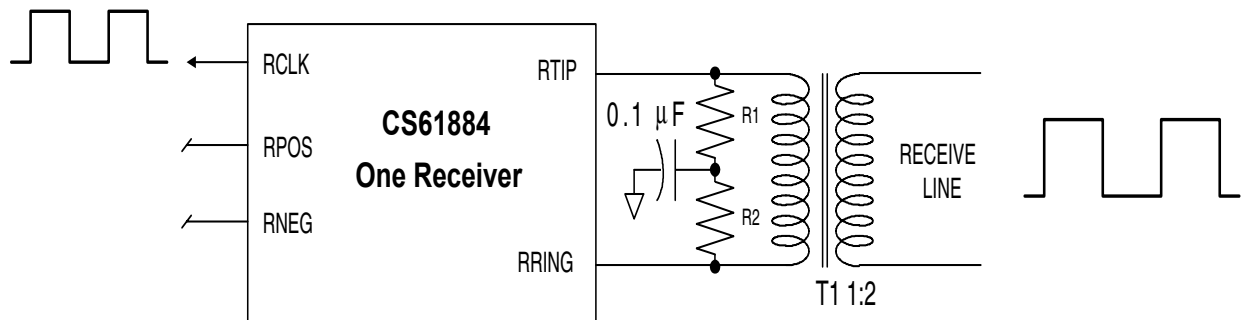 RCLK
RTIP
CS61884
One Receiver
0.1 μF
R1
RPOS
RECEIVE
LINE
RNEG
R2
RRING
T1 1:2